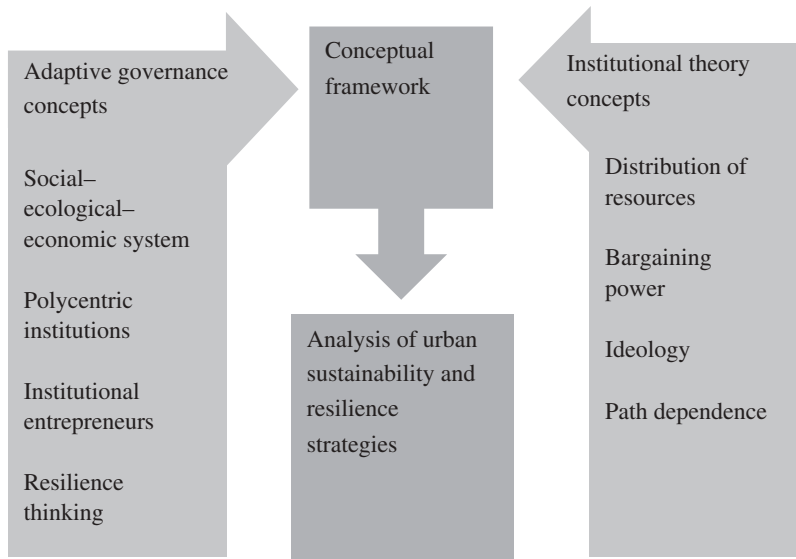 Adaptive governance
concepts
Social–
ecological–
economic system
Polycentric
institutions
Institutional
entrepreneurs
Resilience
thinking
Conceptual
framework
Analysis of urban
sustainability and
resilience
strategies
Institutional theory
concepts
Distribution of
resources
Bargaining
power
Ideology
Path dependence